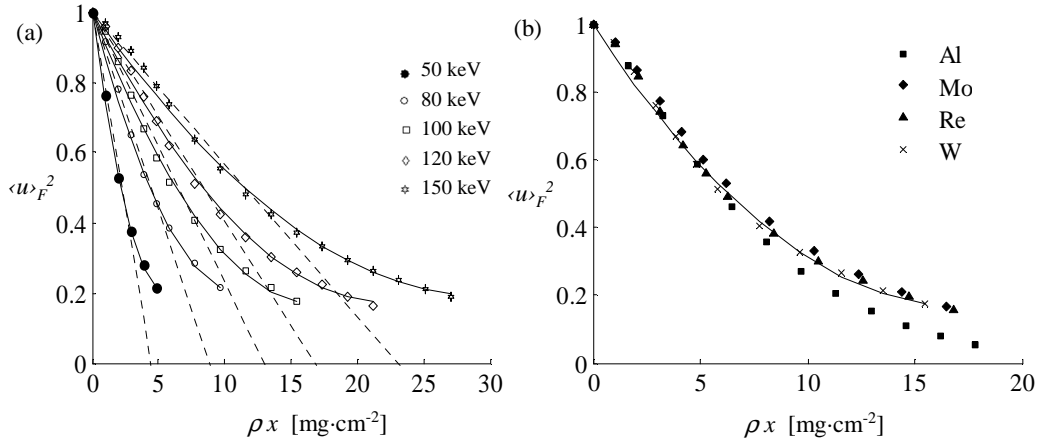 (a)
1
0.8
0.6
⟨u⟩F²
0.4
0.2
0
0 5 10 15 20 25 30
ρ x [mg·cm⁻²]
50 keV
80 keV
100 keV
120 keV
150 keV
(b)
1
0.8
0.6
⟨u⟩F²
0.4
0.2
0
0 5 10 15 20
ρ x [mg·cm⁻²]
Al
Mo
Re
W